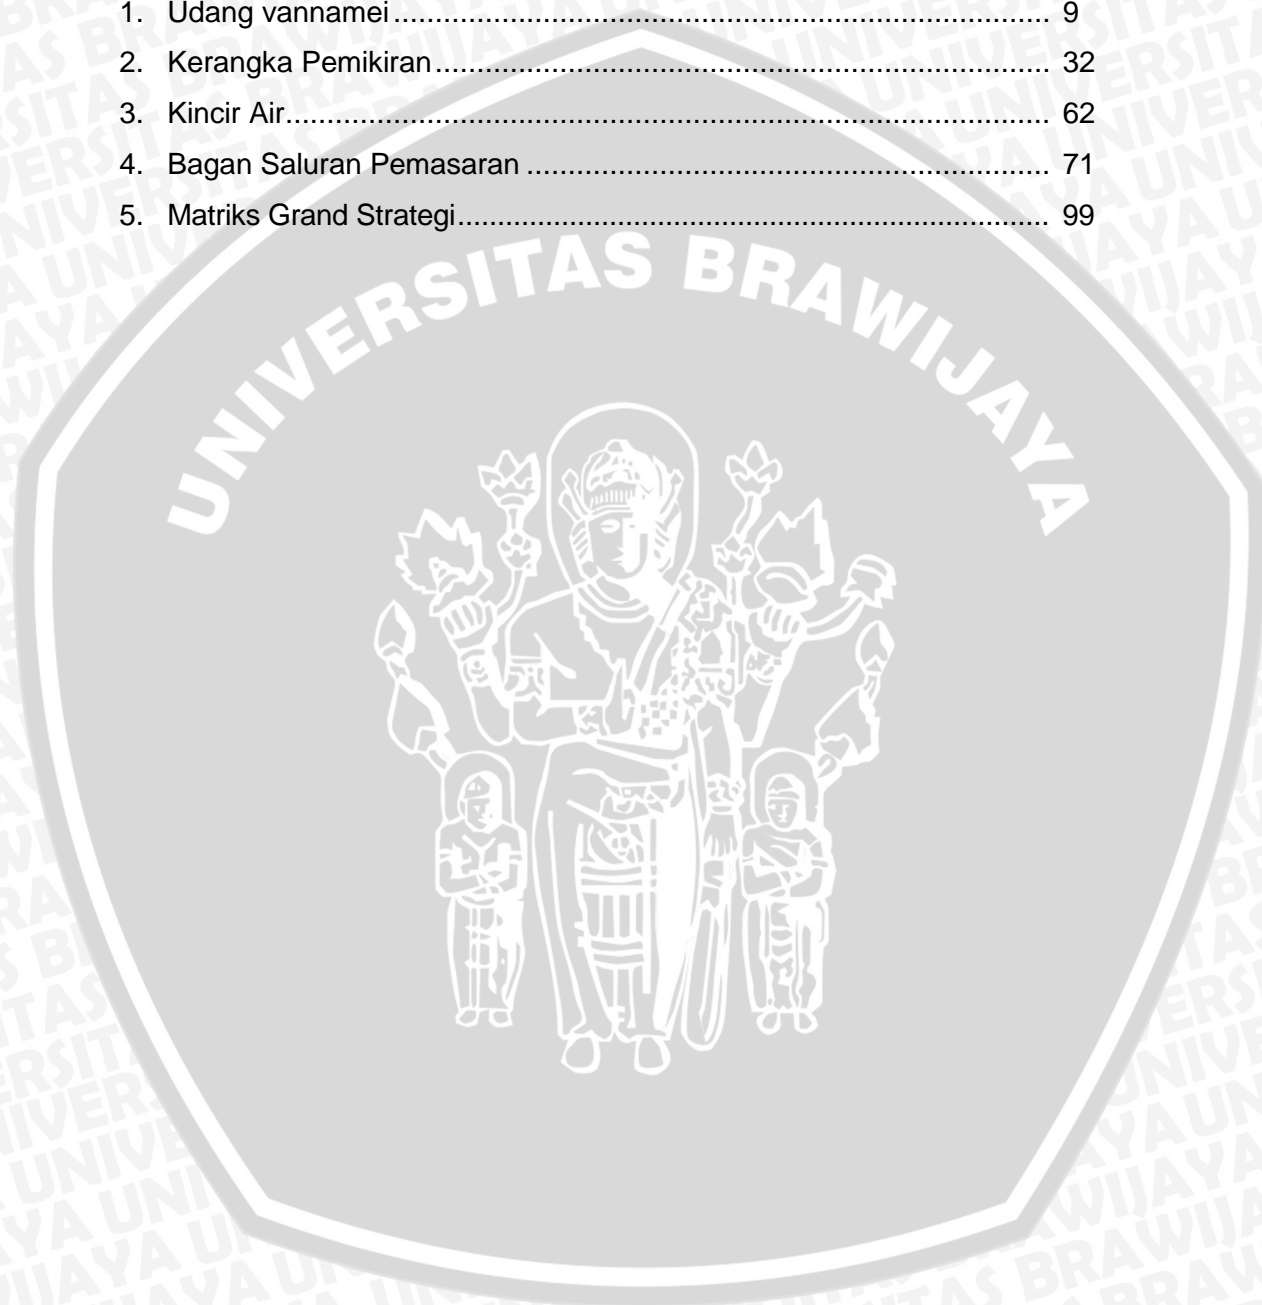 1. Udang vannamei ................................................................................. 9
2. Kerangka Pemikiran ............................................................................ 32
3. Kincir Air .............................................................................................. 62
4. Bagan Saluran Pemasaran ................................................................. 71
5. Matriks Grand Strategi ......................................................................... 99
UNIVERSITAS BRAWIJAYA